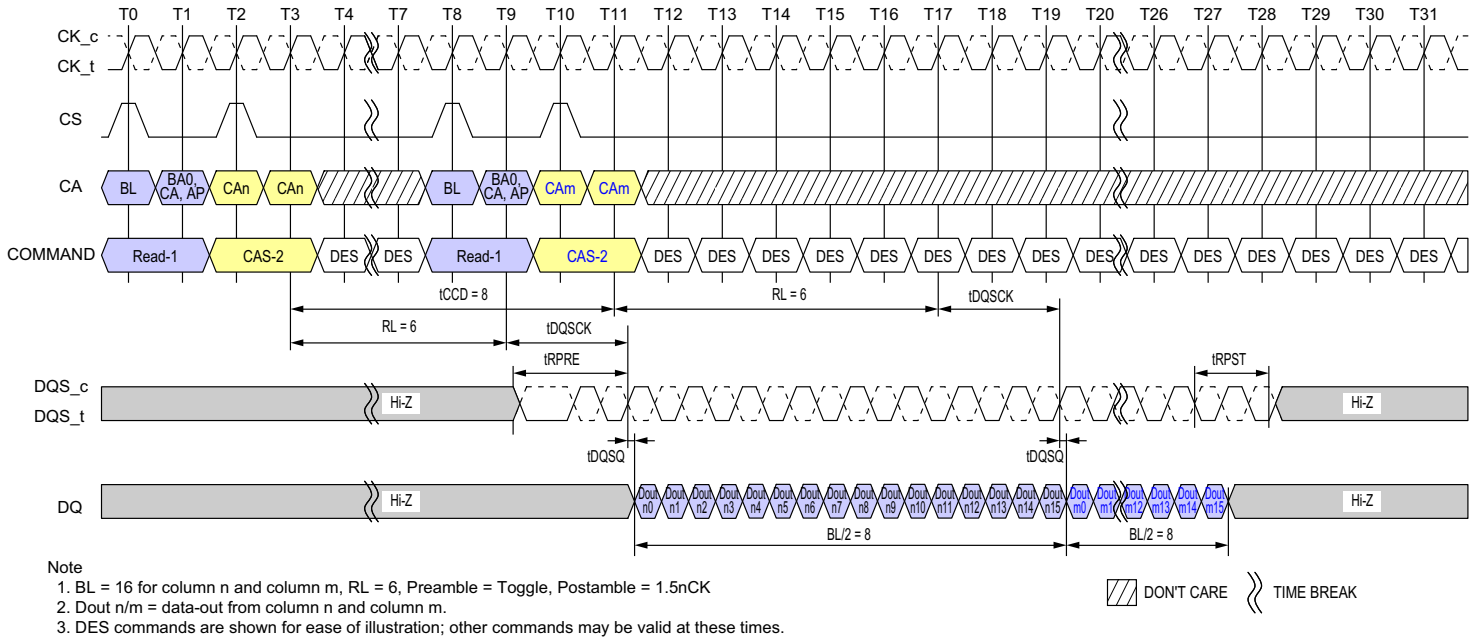 T0 T1 T2 T3 T4 T7 T8 T9 T10 T11 T12 T13 T14 T15 T16 T17 T18 T19 T20 T26 T27 T28 T29 T30 T31
CK_c
CK_t
CS
CA BL BA0, CA, AP CAn CAn BL BA0, CA, AP CAm CAm
COMMAND Read-1 CAS-2 DES DES Read-1 CAS-2 DES DES DES DES DES DES DES DES DES DES DES DES DES DES DES
tCCD = 8 RL = 6 tDQSCK
RL = 6 tDQSCK
tRPRE tRPST
DQS_c
DQS_t
Hi-Z Hi-Z
tDQSQ tDQSQ
DQ Hi-Z Dout n0 Dout n1 Dout n2 Dout n3 Dout n4 Dout n5 Dout n6 Dout n7 Dout n8 Dout n9 Dout n10 Dout n11 Dout n12 Dout n13 Dout n14 Dout n15 Dout m0 Dout m1 Dout m12 Dout m13 Dout m14 Dout m15 Hi-Z
BL/2 = 8 BL/2 = 8
Note
1. BL = 16 for column n and column m, RL = 6, Preamble = Toggle, Postamble = 1.5nCK
2. Dout n/m = data-out from column n and column m.
3. DES commands are shown for ease of illustration; other commands may be valid at these times.
DON'T CARE TIME BREAK